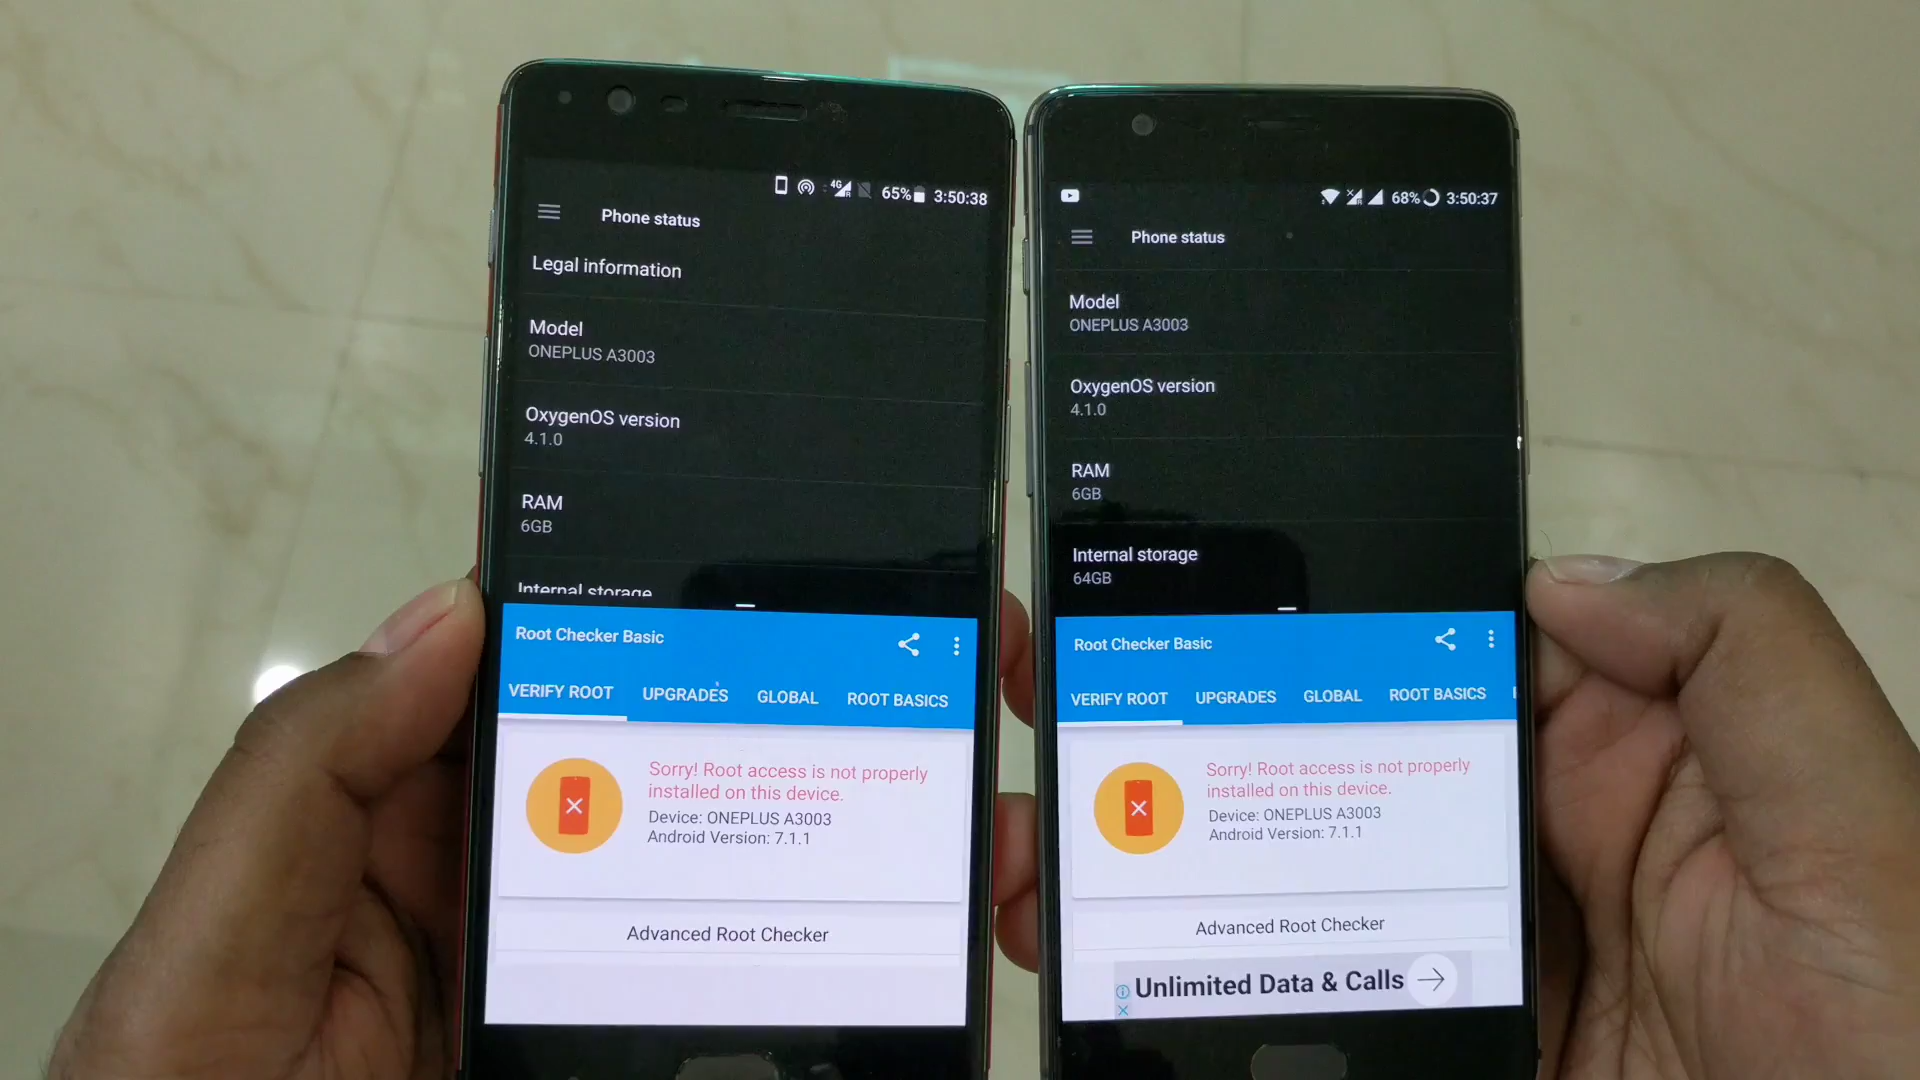 4G
R
65%
3:50:38
Phone status
Legal information
Model
ONEPLUS A3003
OxygenOS version
4.1.0
RAM
6GB
Internal storage
Root Checker Basic
VERIFY ROOT
UPGRADES
GLOBAL
ROOT BASICS
Sorry! Root access is not properly
installed on this device.
Device: ONEPLUS A3003
Android Version: 7.1.1
Advanced Root Checker
68%
3:50:37
Phone status
Model
ONEPLUS A3003
OxygenOS version
4.1.0
RAM
6GB
Internal storage
64GB
Root Checker Basic
VERIFY ROOT
UPGRADES
GLOBAL
ROOT BASICS
Sorry! Root access is not properly
installed on this device.
Device: ONEPLUS A3003
Android Version: 7.1.1
Advanced Root Checker
Unlimited Data & Calls